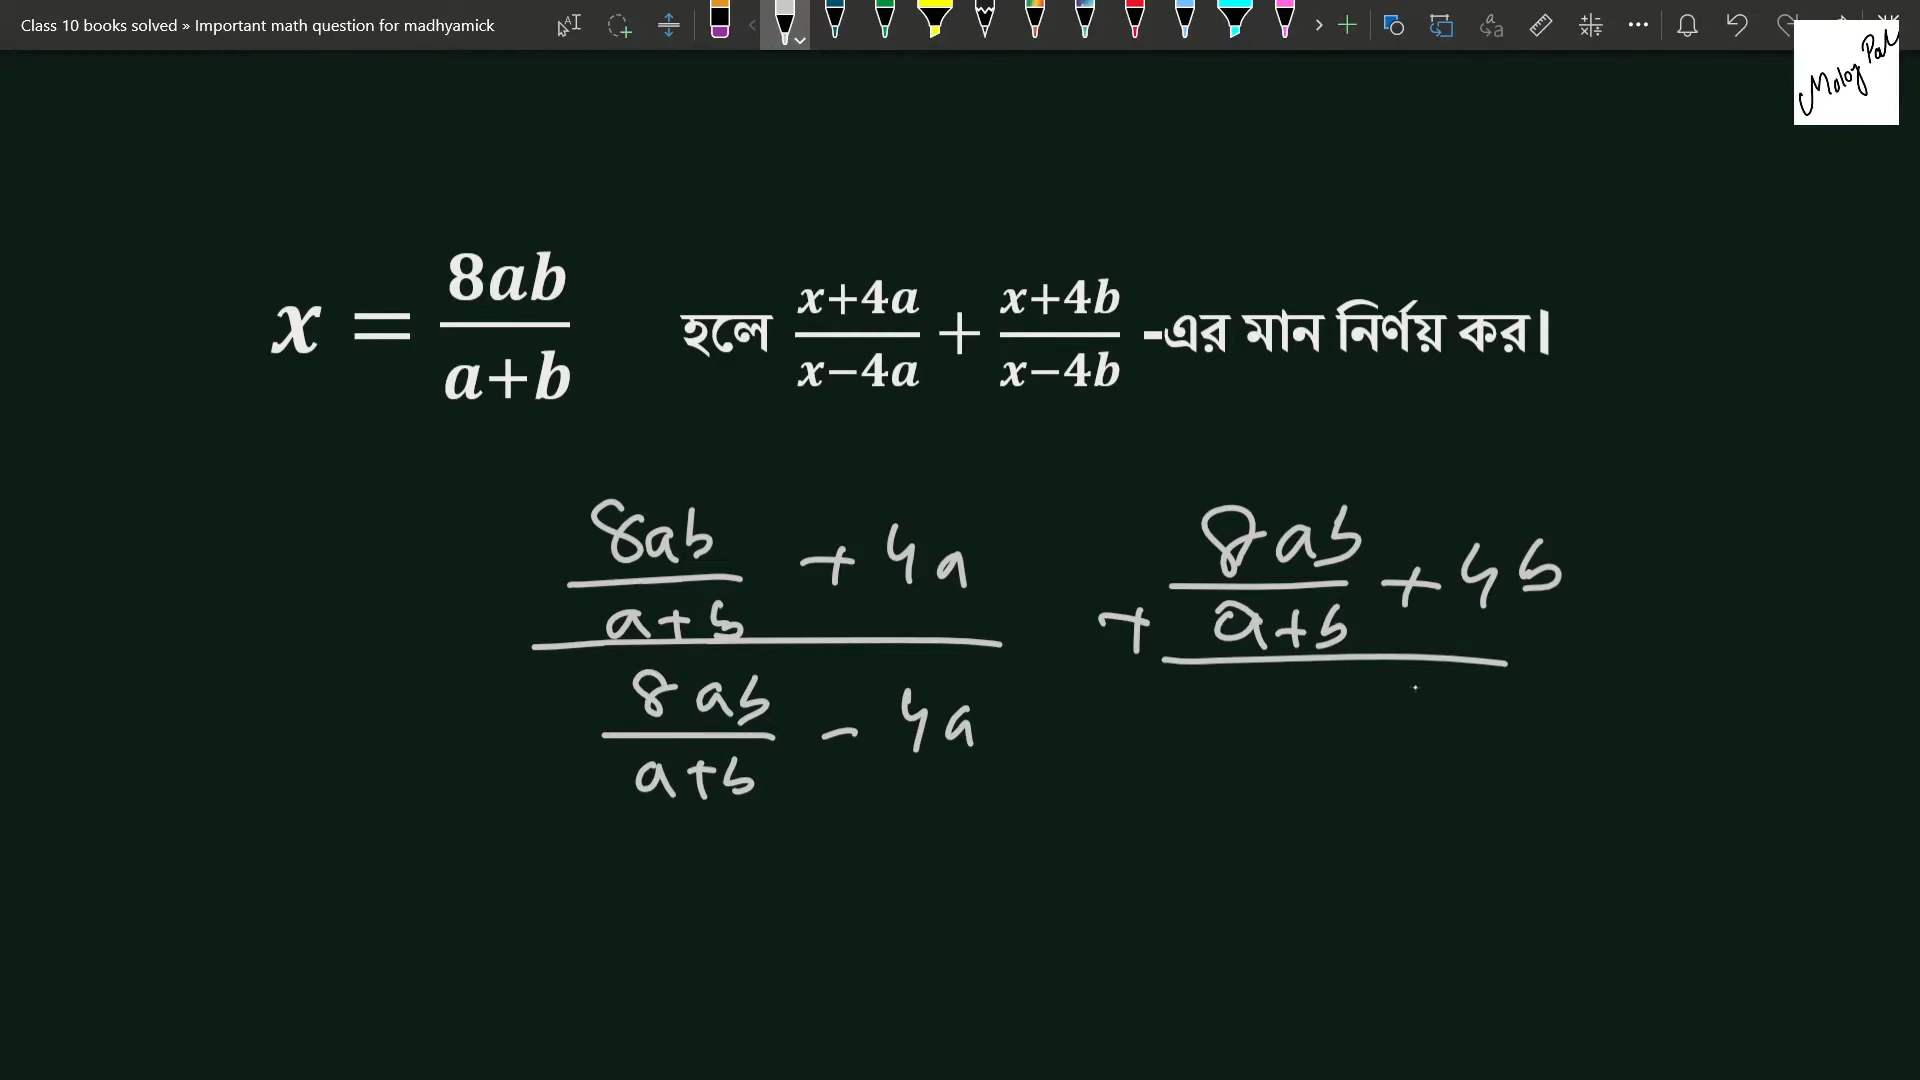 Class 10 books solved » Important math question for madhyamick
Moloy Pal
x = 8ab / a+b হলে x+4a / x−4a + x+4b / x−4b -এর মান নির্ণয় কর।
8ab / a+b + 4a + 8ab / a+b + 4b
8ab / a+b - 4a